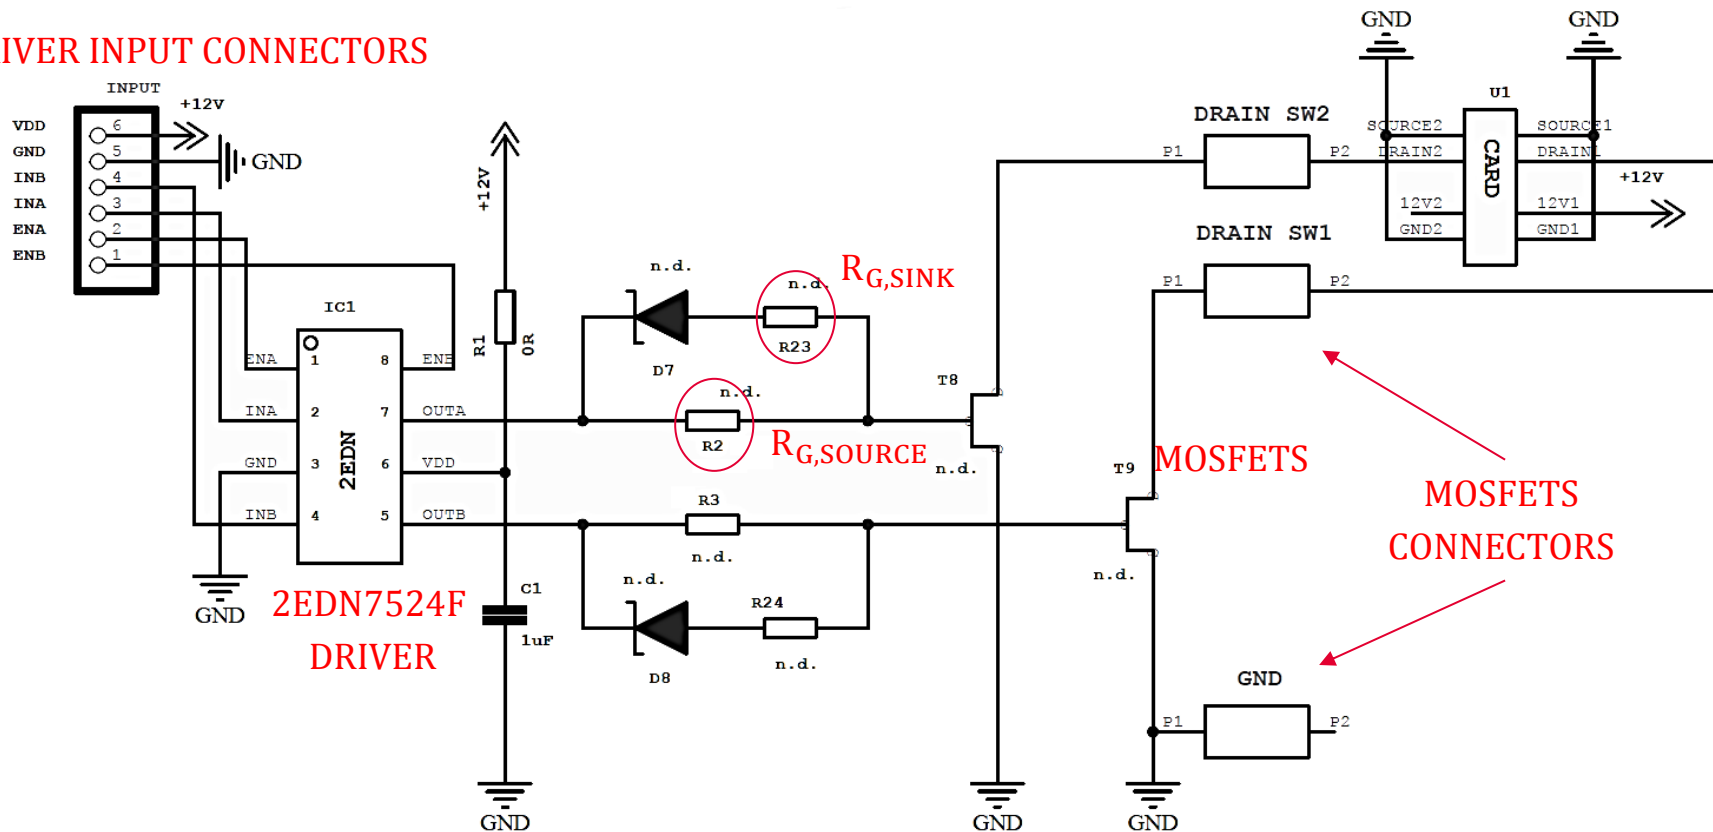 IVER INPUT CONNECTORS
INPUT
+12V
VDD 6
GND 5
GND
INB 4
INA 3
ENA 2
ENB 1
IC1
ENA 1
8 ENB
INA 2
7 OUTA
GND 3
6 VDD
INB 4
5 OUTB
2EDN
GND
2EDN7524F
DRIVER
+12V
R1
0R
C1
1uF
GND
n.d.
D7
n.d.
R23
RG,SINK
n.d.
R2
RG,SOURCE
R3
n.d.
n.d.
D8
R24
n.d.
T8
n.d.
GND
T9
n.d.
GND
MOSFETS
DRAIN SW2
P1
P2
DRAIN SW1
P1
P2
GND
GND
U1
CARD
SOURCE2
SOURCE1
DRAIN2
DRAIN1
12V2
12V1
GND2
GND1
+12V
MOSFETS
CONNECTORS
GND
P1
P2